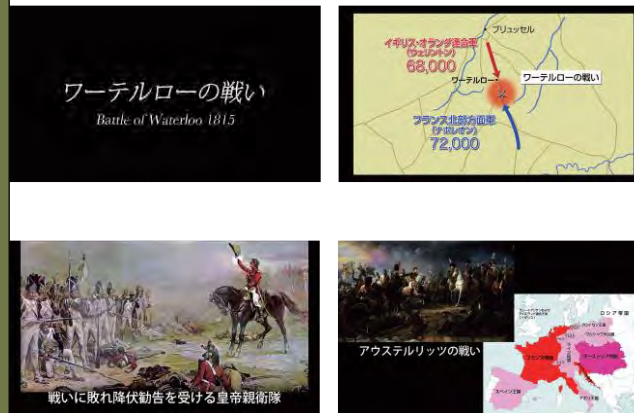 ワーテルローの戦い
Battle of Waterloo 1815
ブリュッセル
イギリス・オランダ連合軍
(ウェリントン)
68,000
ワーテルロー
ワーテルローの戦い
フランス北部方面軍
(ナポレオン)
72,000
戦いに敗れ降伏勧告を受ける皇帝親衛隊
アウステルリッツの戦い
ロシア帝国
フランス帝国
オーストリア帝国
スペイン王国